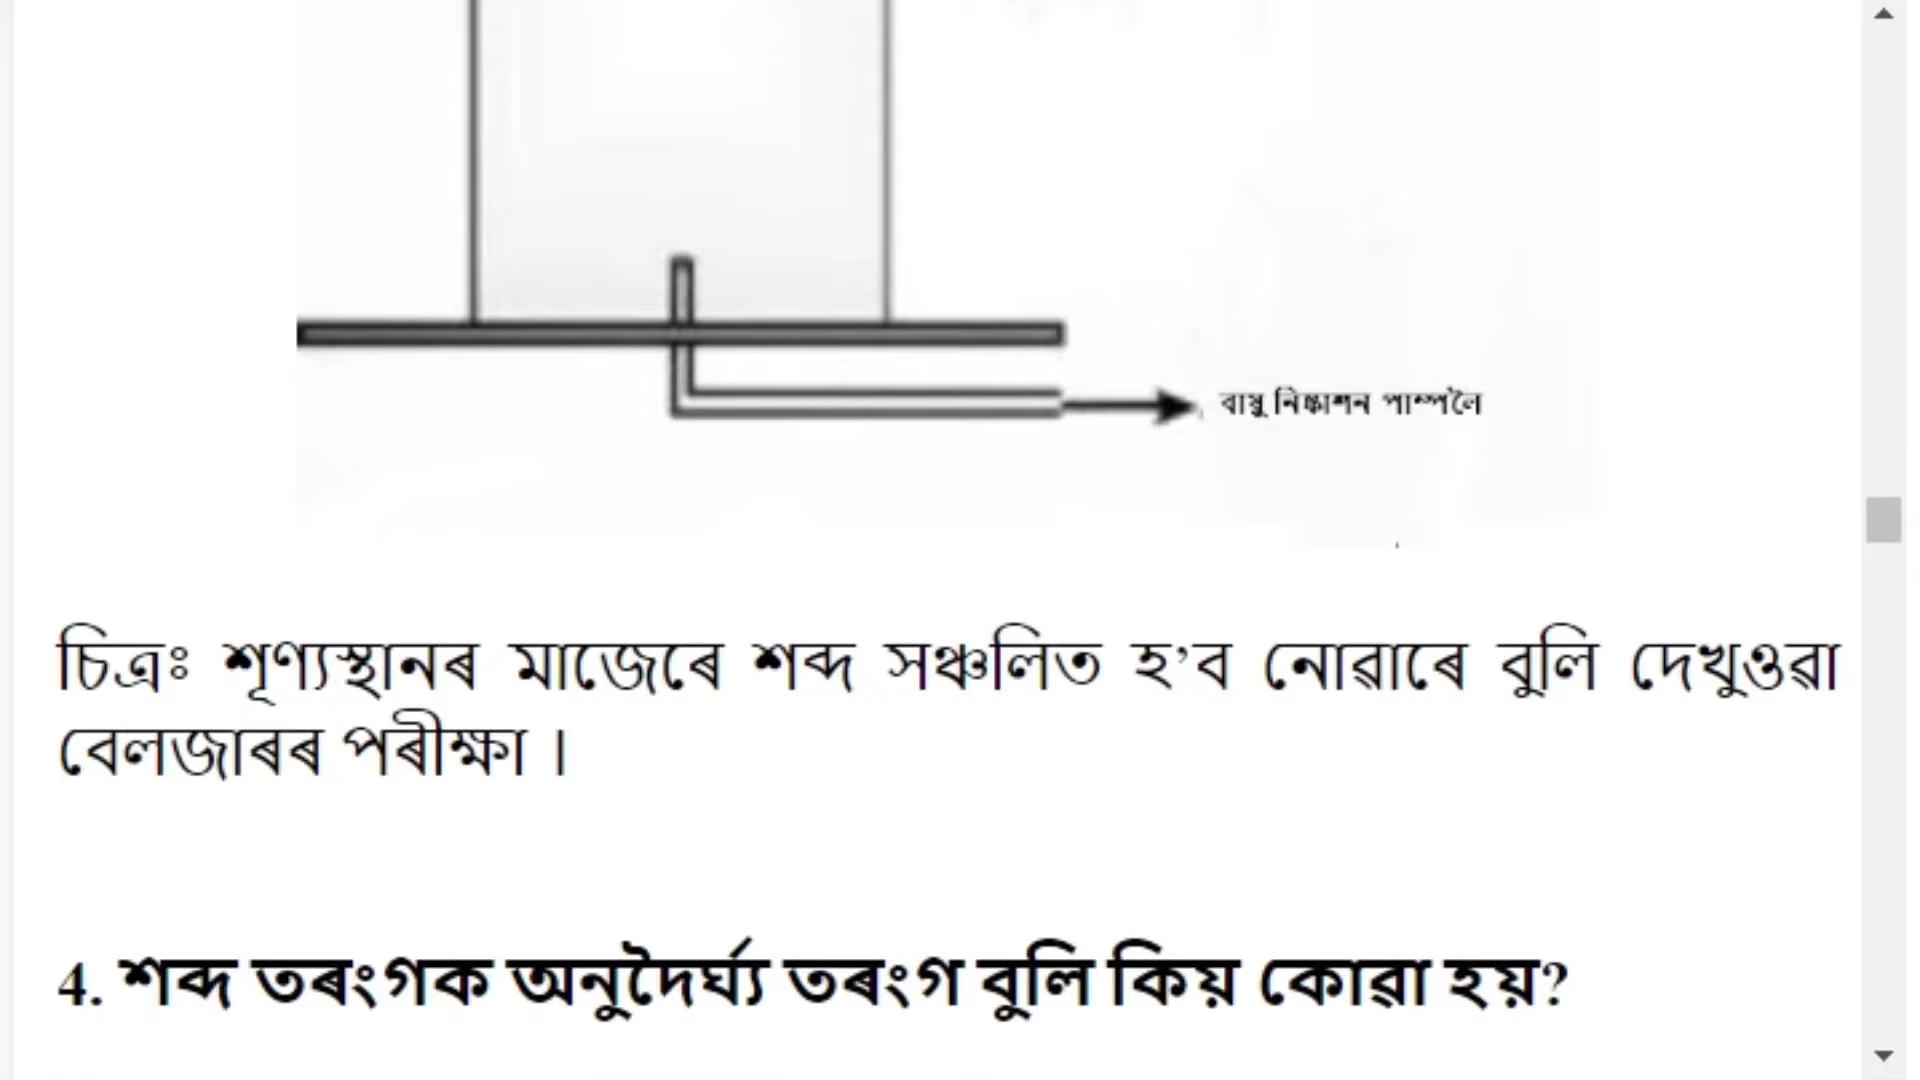 বায়ু নিষ্কাশন পাম্পলৈ
চিত্ৰঃ শূণ্যস্থানৰ মাজেৰে শব্দ সঞ্চলিত হ’ব নোৱাৰে বুলি দেখুওৱা
বেলজাৰৰ পৰীক্ষা ।
4. শব্দ তৰংগক অনুদৈৰ্ঘ্য তৰংগ বুলি কিয় কোৱা হয়?